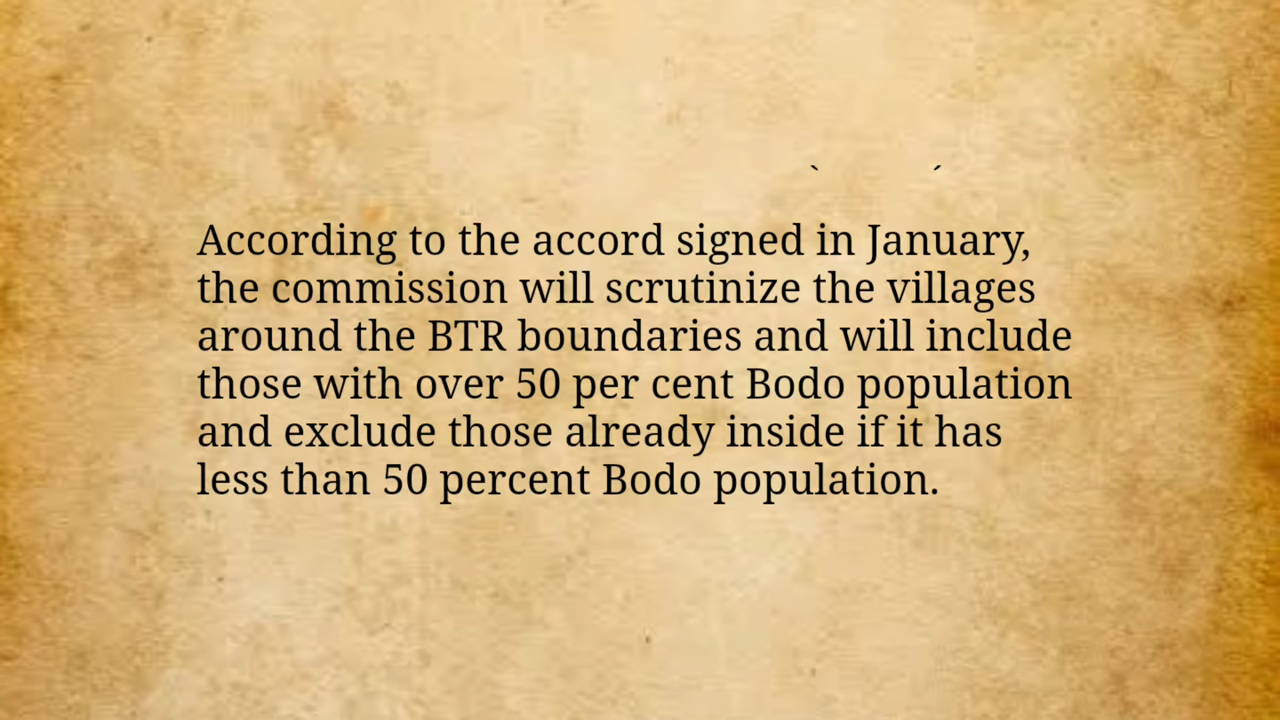 ` ´
According to the accord signed in January,
the commission will scrutinize the villages
around the BTR boundaries and will include
those with over 50 per cent Bodo population
and exclude those already inside if it has
less than 50 percent Bodo population.